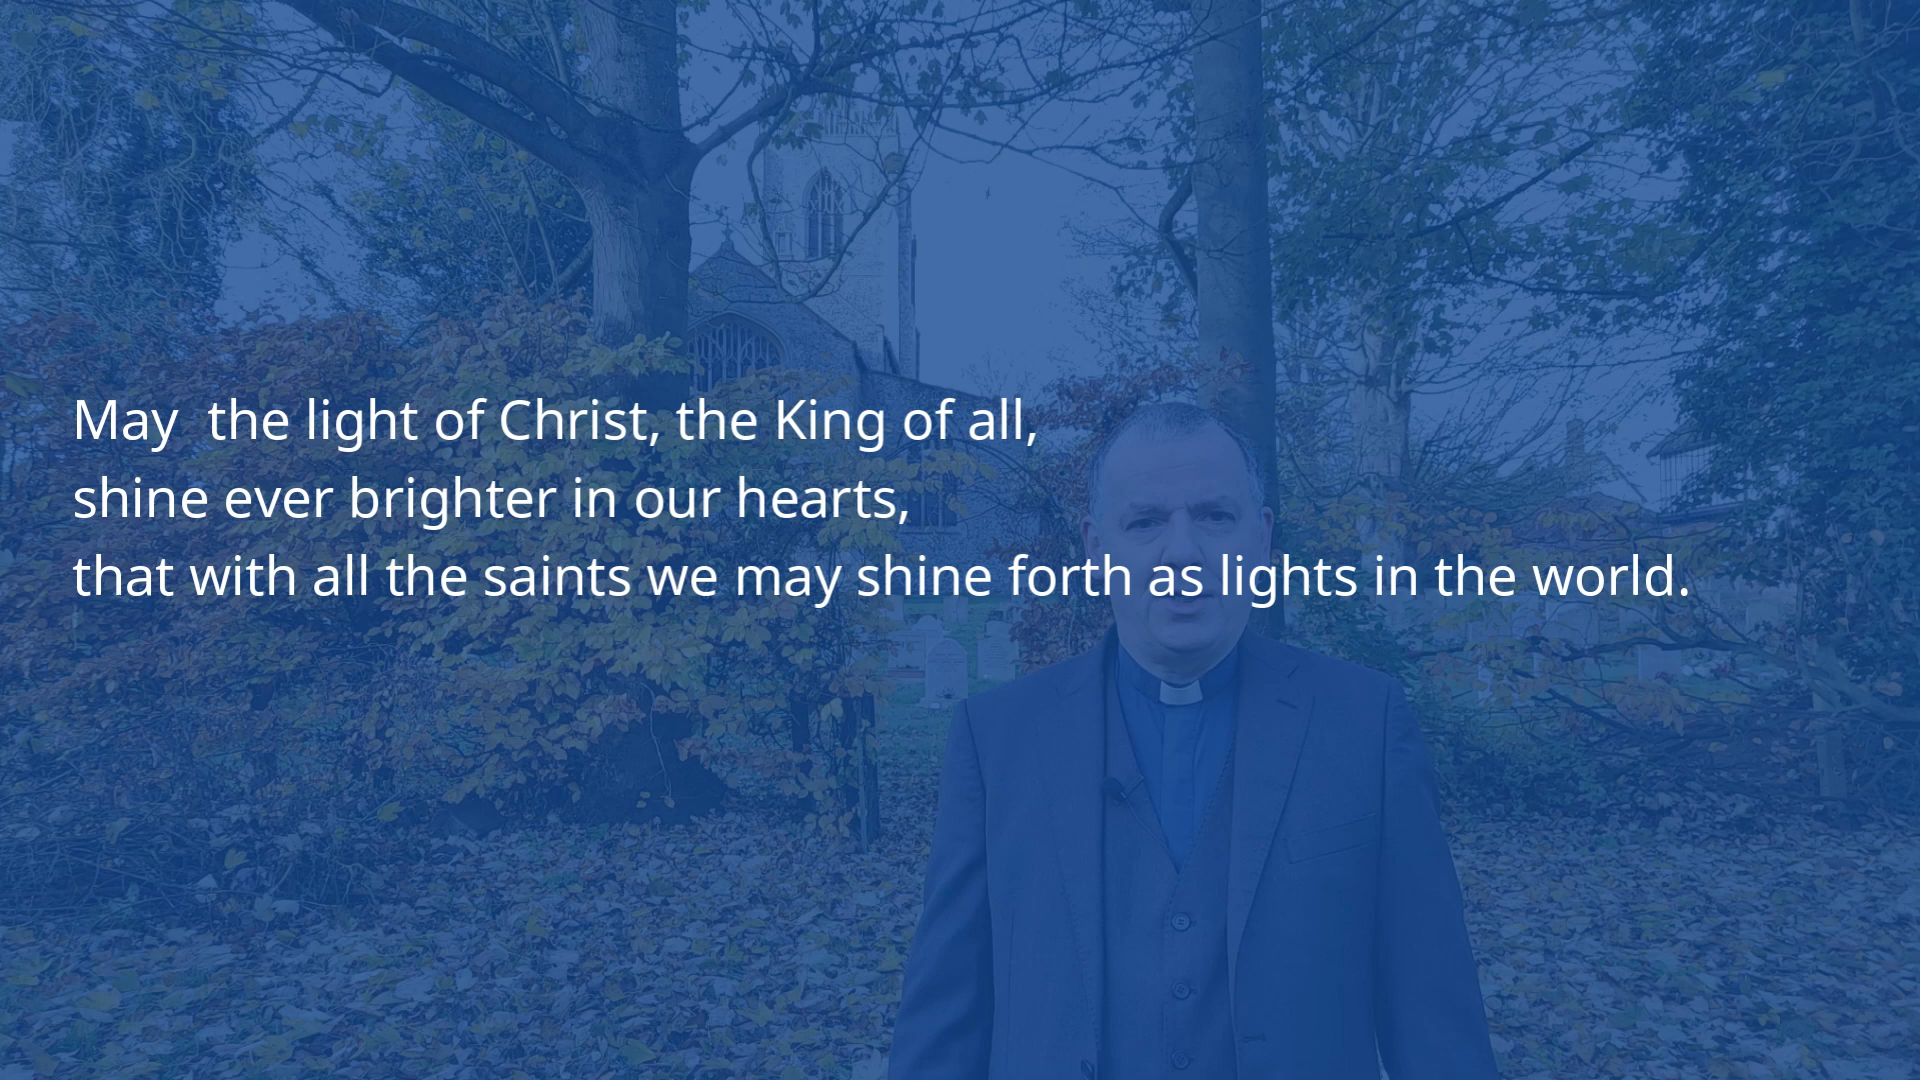 May  the light of Christ, the King of all,
shine ever brighter in our hearts,
that with all the saints we may shine forth as lights in the world.